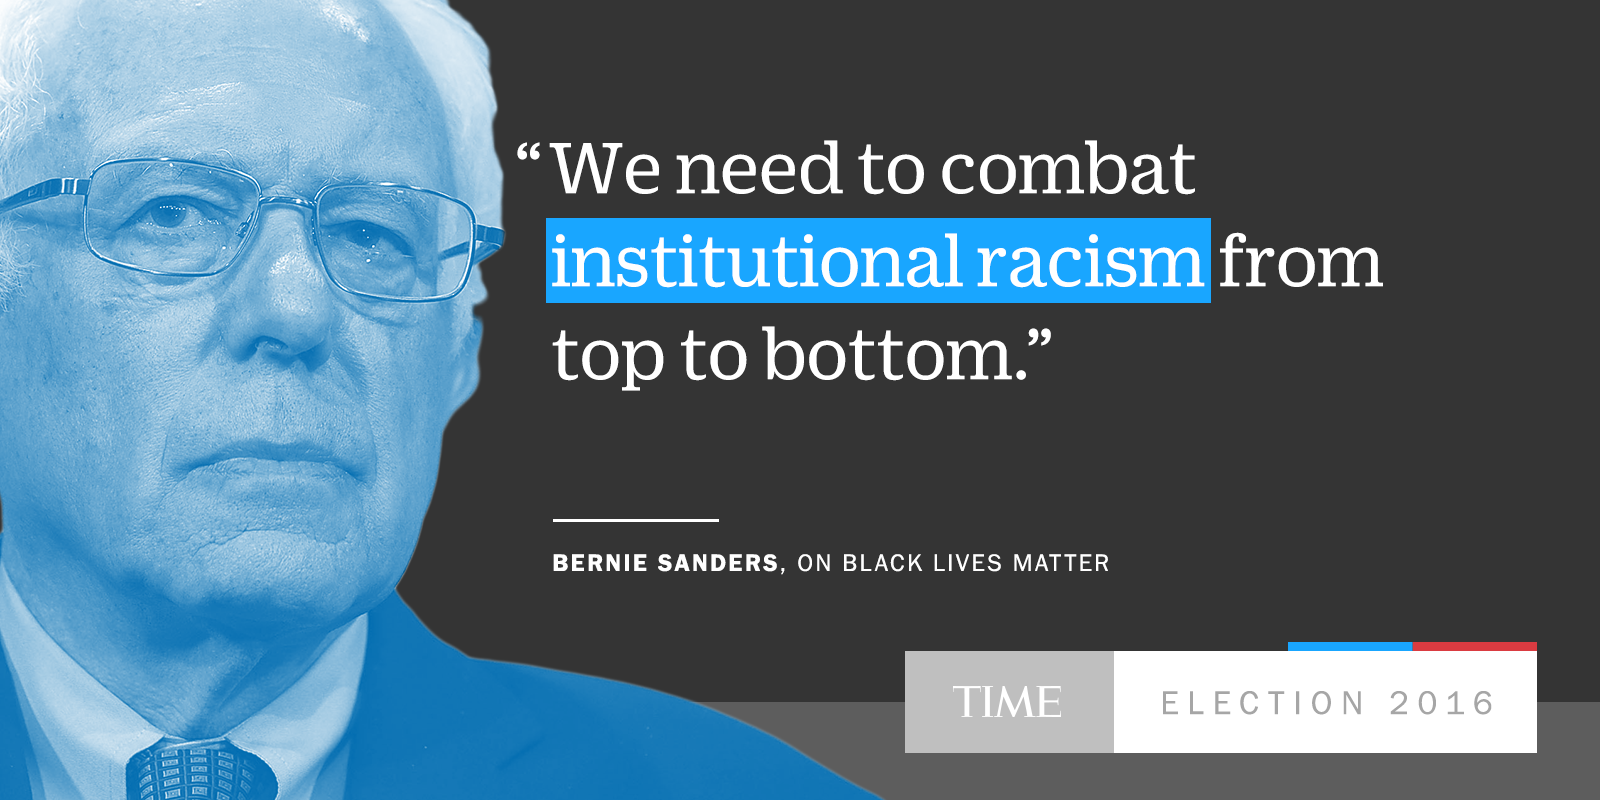 “We need to combat
institutional racism from
top to bottom.”
BERNIE SANDERS, ON BLACK LIVES MATTER
TIME ELECTION 2016